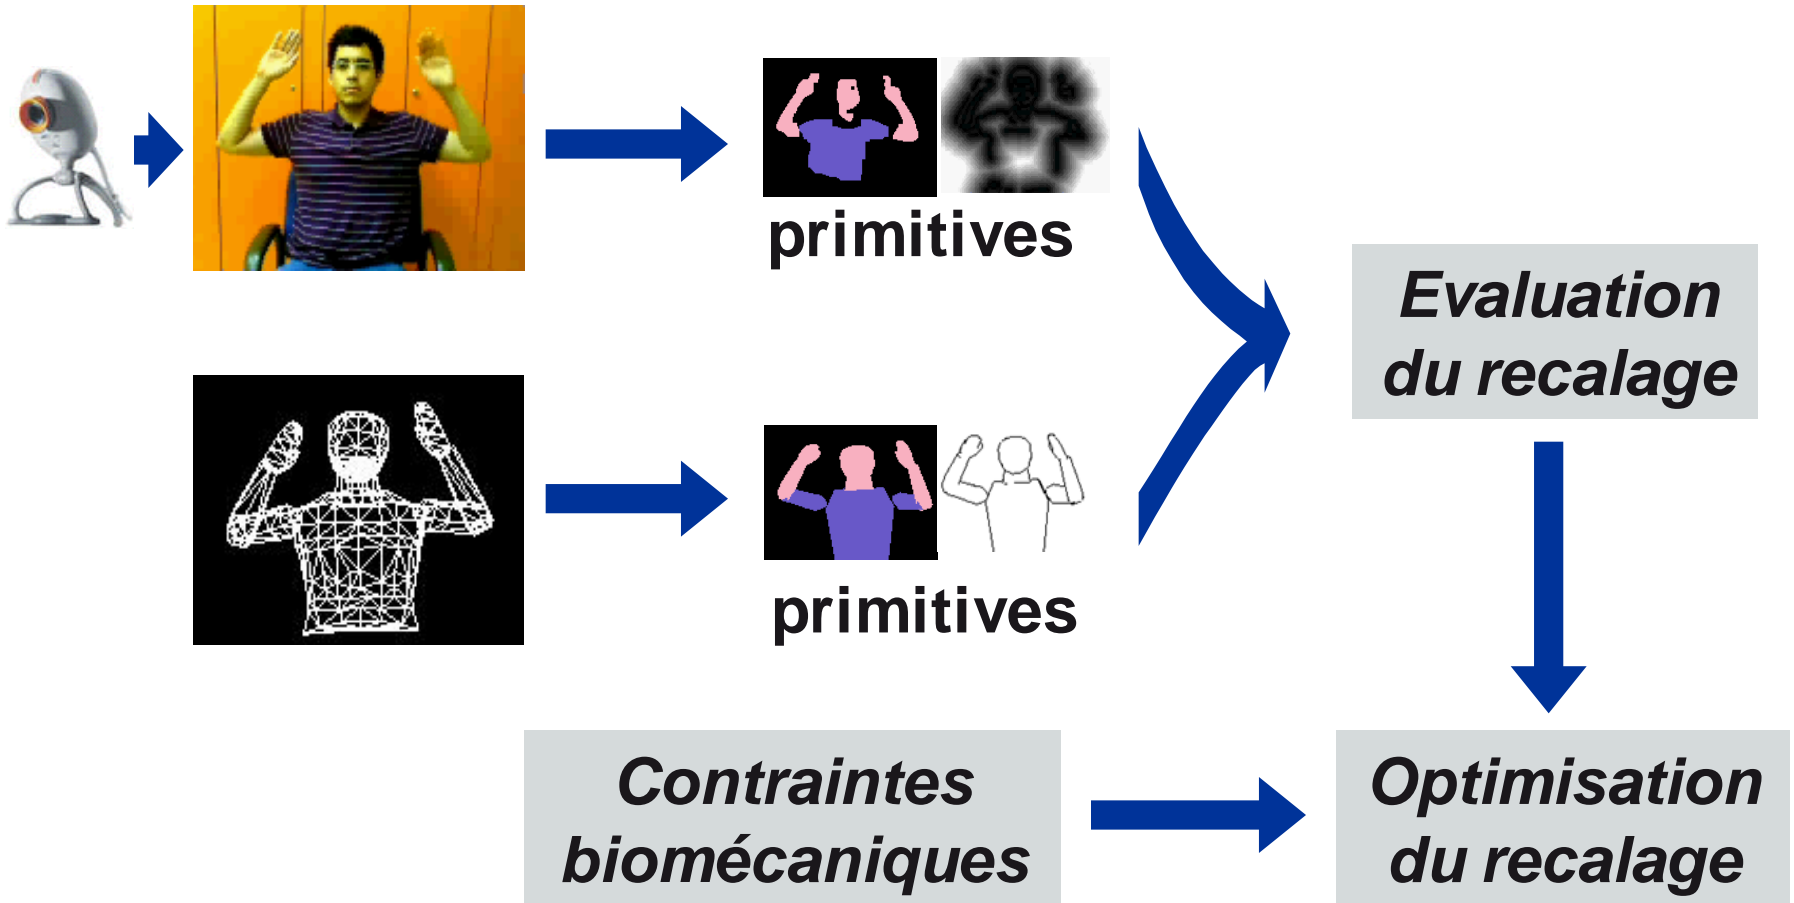 primitives
Evaluation
du recalage
primitives
Contraintes
biomécaniques
Optimisation
du recalage